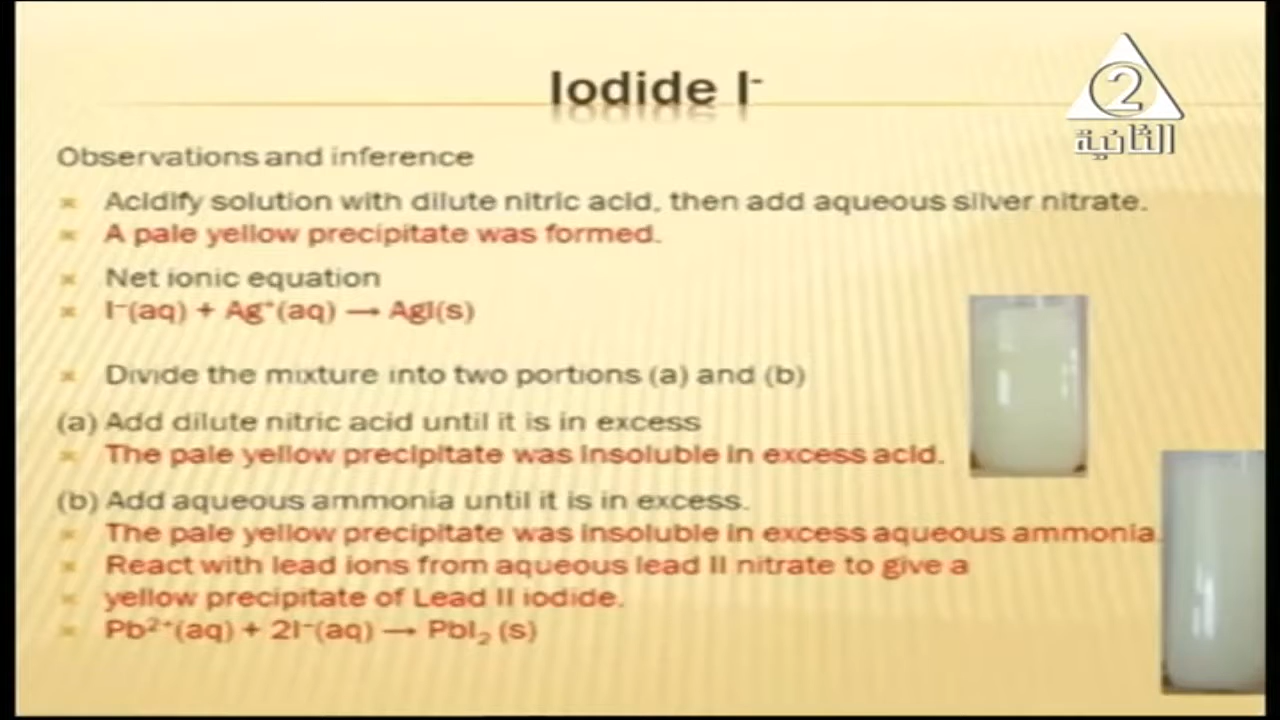 Iodide I⁻
2
الثانية
Observations and inference
Acidify solution with dilute nitric acid, then add aqueous silver nitrate.
A pale yellow precipitate was formed.
Net ionic equation
I⁻(aq) + Ag⁺(aq) → AgI(s)
Divide the mixture into two portions (a) and (b)
(a) Add dilute nitric acid until it is in excess
The pale yellow precipitate was insoluble in excess acid.
(b) Add aqueous ammonia until it is in excess.
The pale yellow precipitate was insoluble in excess aqueous ammonia.
React with lead ions from aqueous lead II nitrate to give a
yellow precipitate of Lead II iodide.
Pb²⁺(aq) + 2I⁻(aq) → PbI₂ (s)